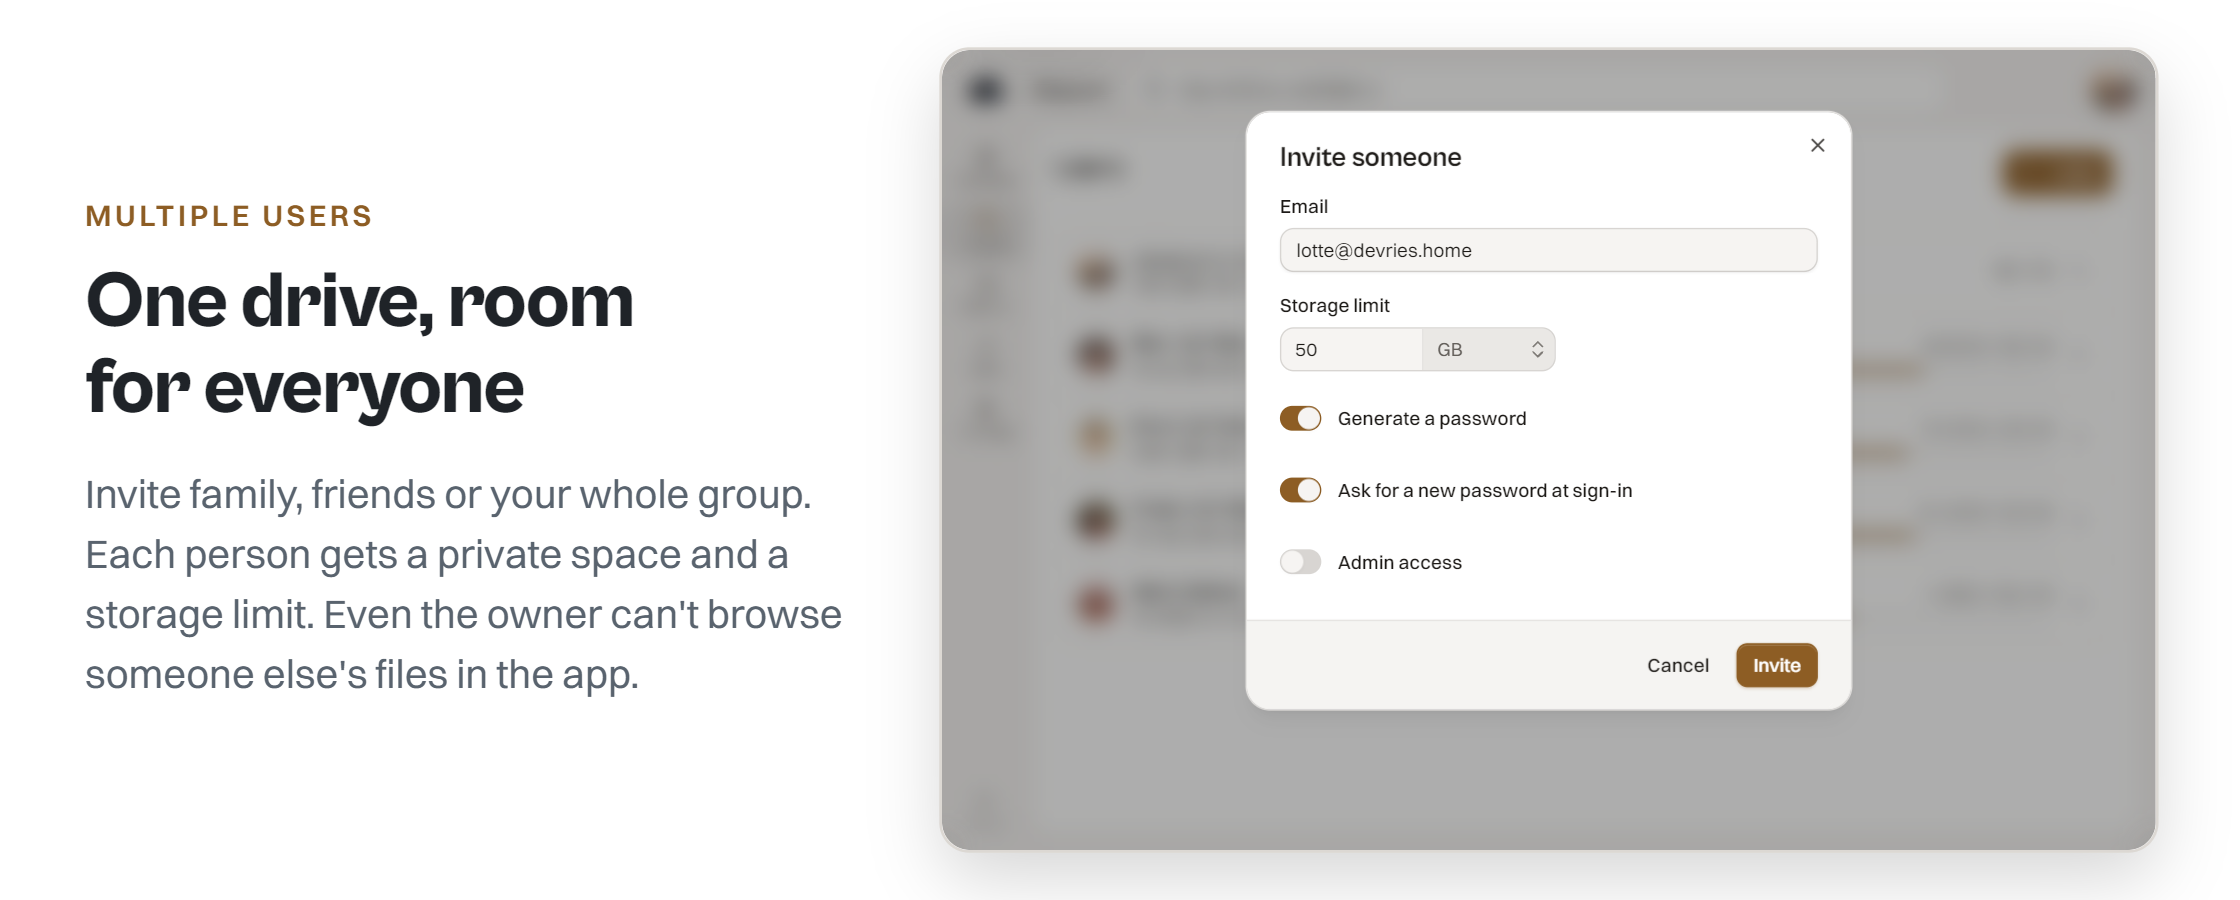 MULTIPLE USERS
One drive, room
for everyone
Invite family, friends or your whole group.
Each person gets a private space and a
storage limit. Even the owner can't browse
someone else's files in the app.
Invite someone
Email
lotte@devries.home
Storage limit
50 GB
Generate a password
Ask for a new password at sign-in
Admin access
Cancel Invite